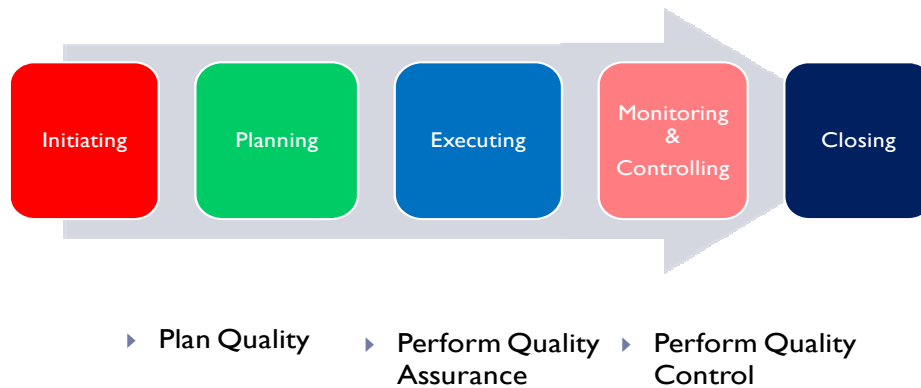 Initiating
Planning
Executing
Monitoring
&
Controlling
Closing
Plan Quality
Perform Quality
Assurance
Perform Quality
Control